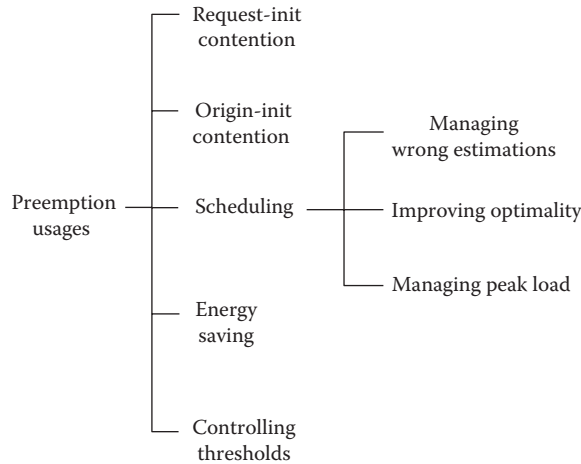 Request-init
contention
Origin-init
contention
Managing
wrong estimations
Preemption
usages
Scheduling
Improving optimality
Managing peak load
Energy
saving
Controlling
thresholds